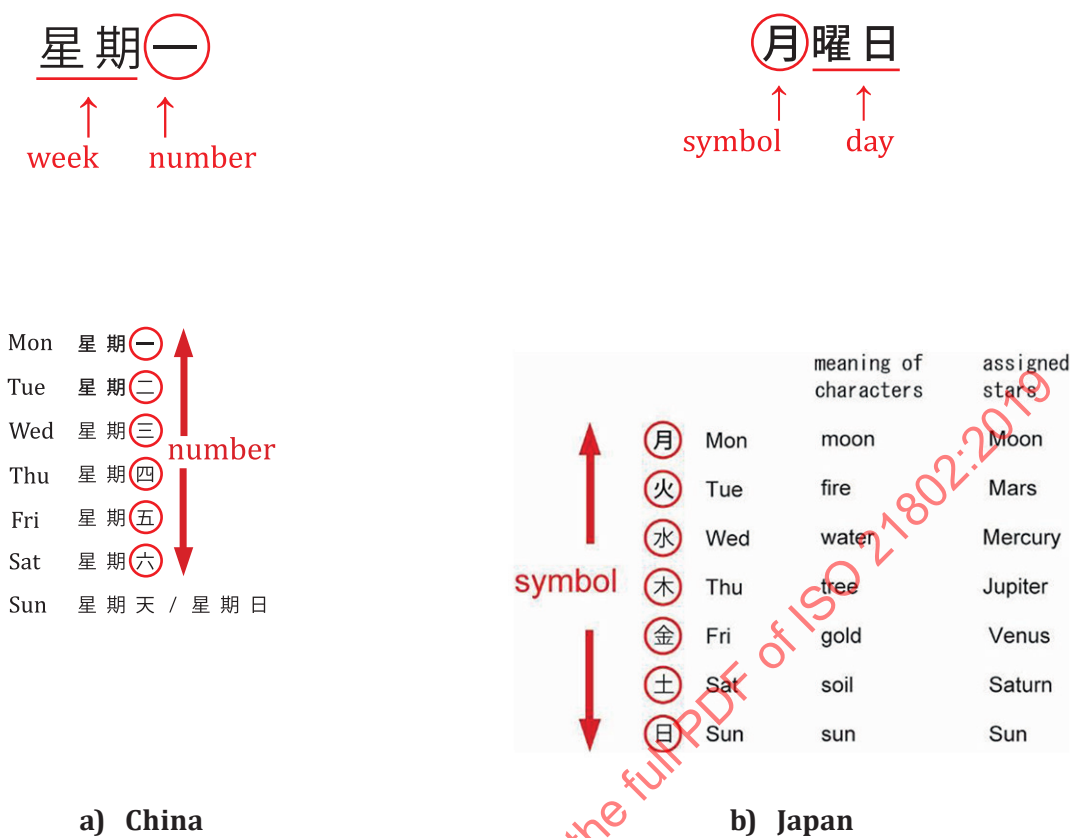 星期一
week number
Mon 星期一
Tue 星期二
Wed 星期三
Thu 星期四
Fri 星期五
Sat 星期六
Sun 星期天 / 星期日
number
a) China
月曜日
symbol day
meaning of characters
assigned stars
月 Mon moon Moon
火 Tue fire Mars
水 Wed water Mercury
木 Thu tree Jupiter
金 Fri gold Venus
土 Sat soil Saturn
日 Sun sun Sun
symbol
b) Japan
the full PDF of ISO 21802:2019